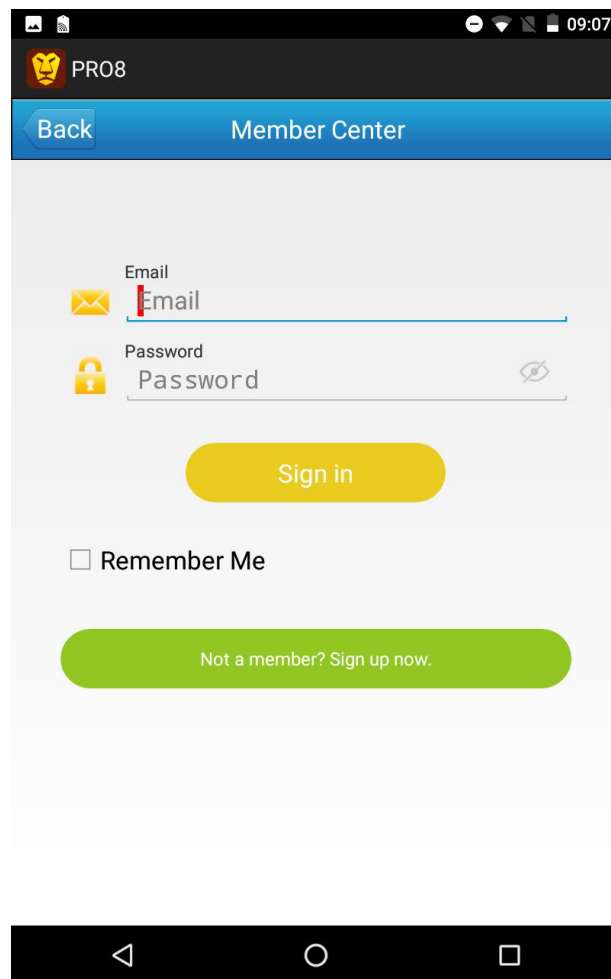 09:07
PRO8
Back
Member Center
Email
Email
Password
Password
Sign in
Remember Me
Not a member? Sign up now.